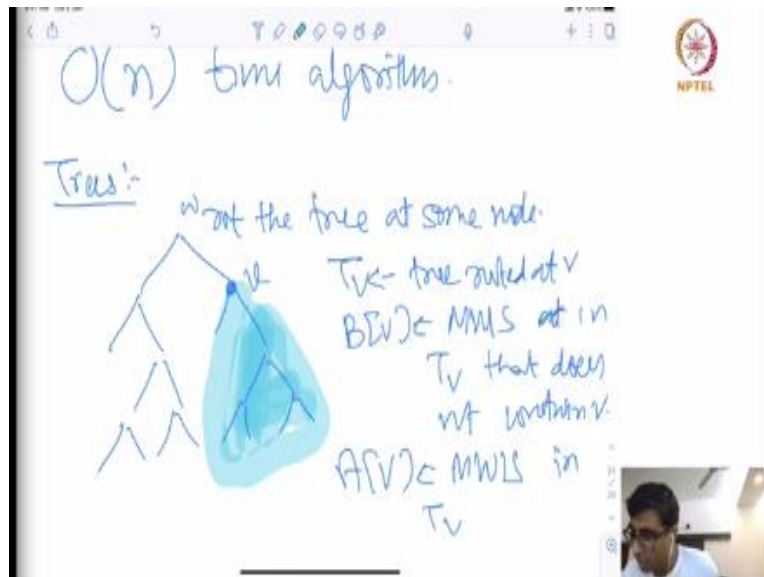 O(n) time algorithm.
NPTEL
Trees:-
root the tree at some node.
v
T_v ← tree rooted at v
B[v] ← MWIS at in
T_v that does
not contain v.
A[v] ← MWIS in
T_v